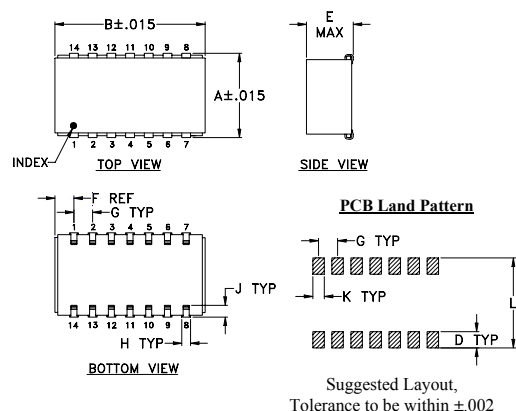 B±.015
E
MAX
14 13 12 11 10 9 8
A±.015
INDEX
1 2 3 4 5 6 7
TOP VIEW
SIDE VIEW
F REF
G TYP
1 2 3 4 5 6 7
J TYP
14 13 12 11 10 9 8
H TYP
BOTTOM VIEW
PCB Land Pattern
G TYP
K TYP
L
D TYP
Suggested Layout,
Tolerance to be within ±.002